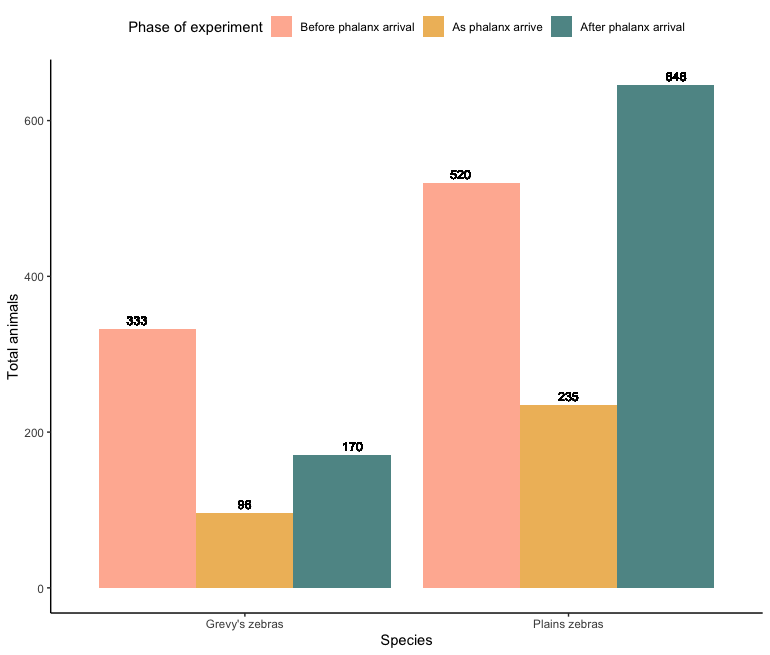 Phase of experiment Before phalanx arrival As phalanx arrive After phalanx arrival
646
600
520
400
333
235
200
170
96
0
Grevy's zebras Plains zebras
Species
Total animals